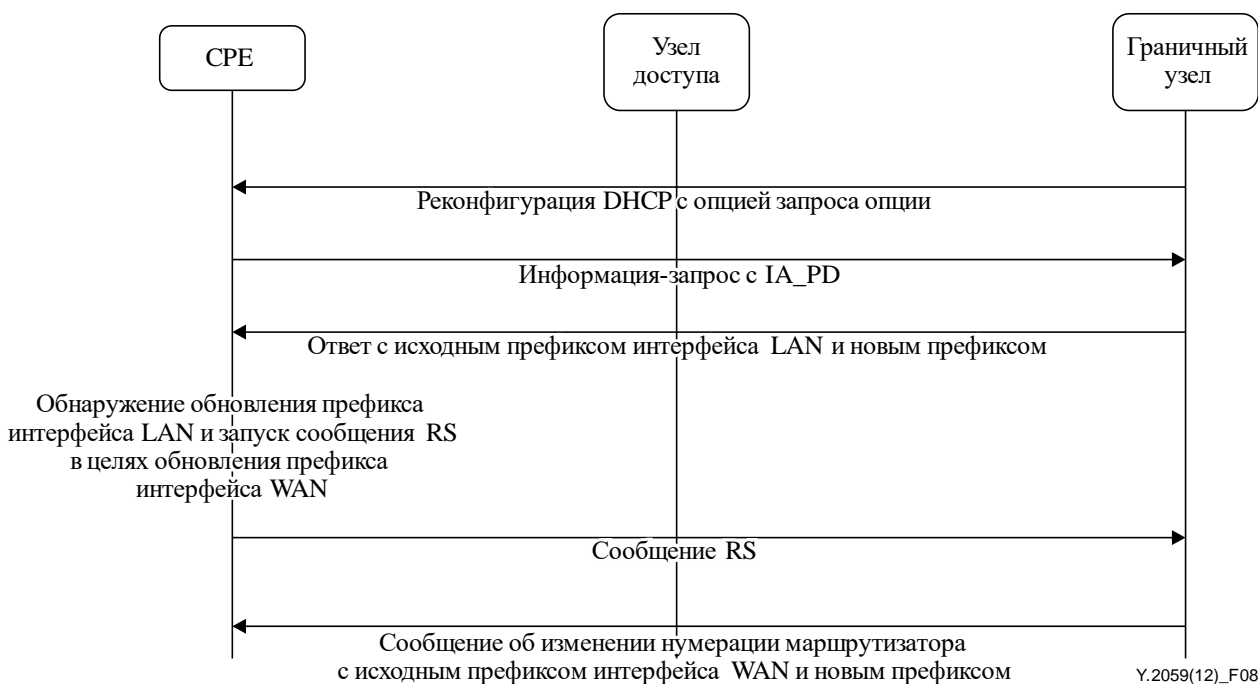 CPE
Узел
доступа
Граничный
узел
Реконфигурация DHCP с опцией запроса опции
Информация-запрос с IA_PD
Ответ с исходным префиксом интерфейса LAN и новым префиксом
Обнаружение обновления префикса
интерфейса LAN и запуск сообщения RS
в целях обновления префикса
интерфейса WAN
Сообщение RS
Сообщение об изменении нумерации маршрутизатора
с исходным префиксом интерфейса WAN и новым префиксом
Y.2059(12)_F08